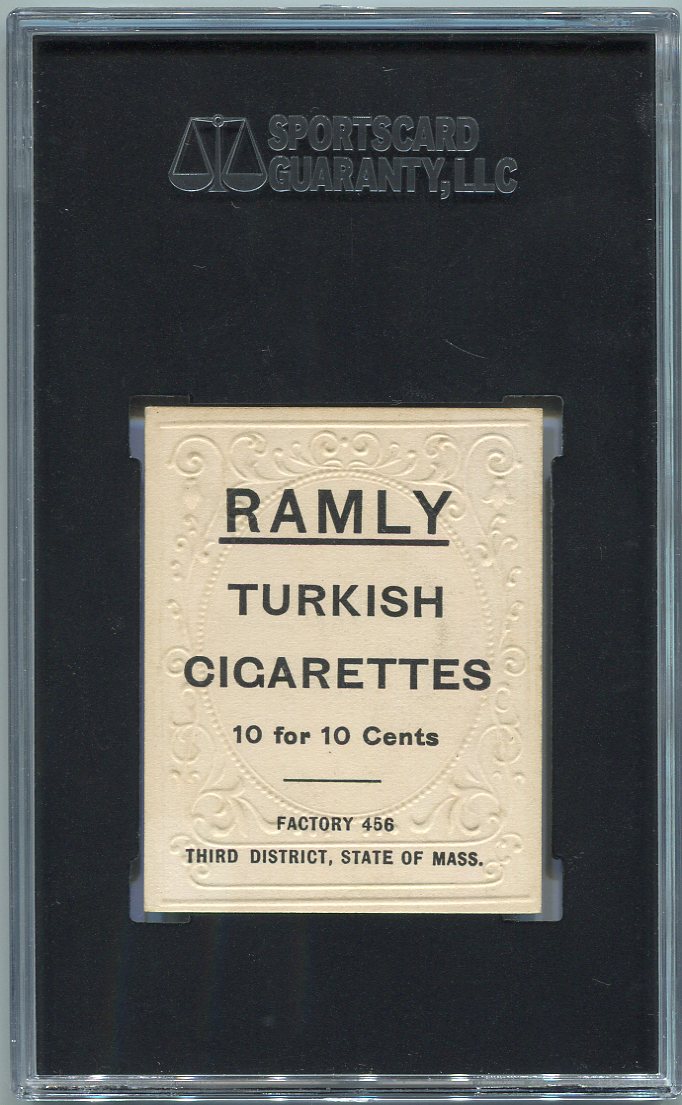 SPORTSCARD
GUARANTY, LLC
RAMLY
TURKISH
CIGARETTES
10 for 10 Cents
FACTORY 456
THIRD DISTRICT, STATE OF MASS.